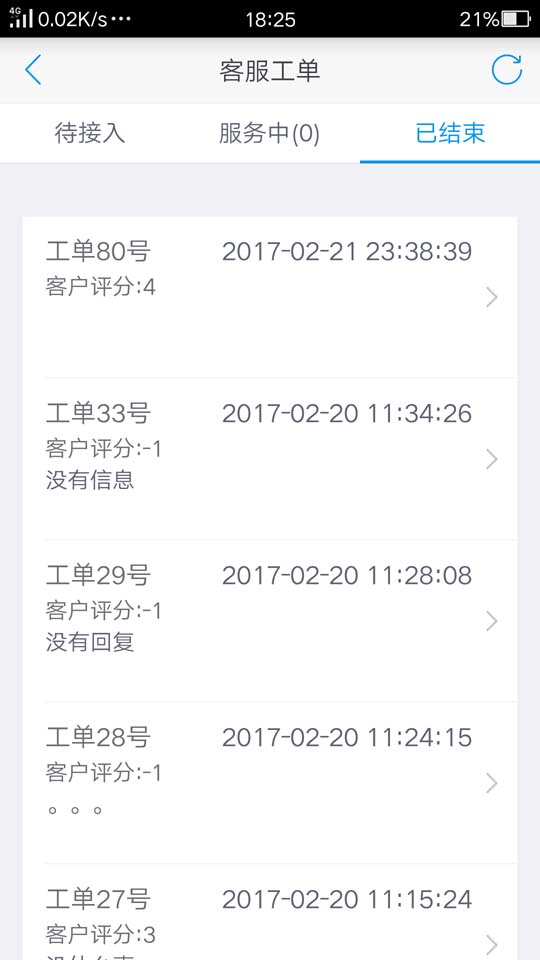 4G 0.02K/s ··· 18:25 21%
客服工单
待接入 服务中(0) 已结束
工单80号 2017-02-21 23:38:39
客户评分:4
工单33号 2017-02-20 11:34:26
客户评分:-1
没有信息
工单29号 2017-02-20 11:28:08
客户评分:-1
没有回复
工单28号 2017-02-20 11:24:15
客户评分:-1
。。。
工单27号 2017-02-20 11:15:24
客户评分:3